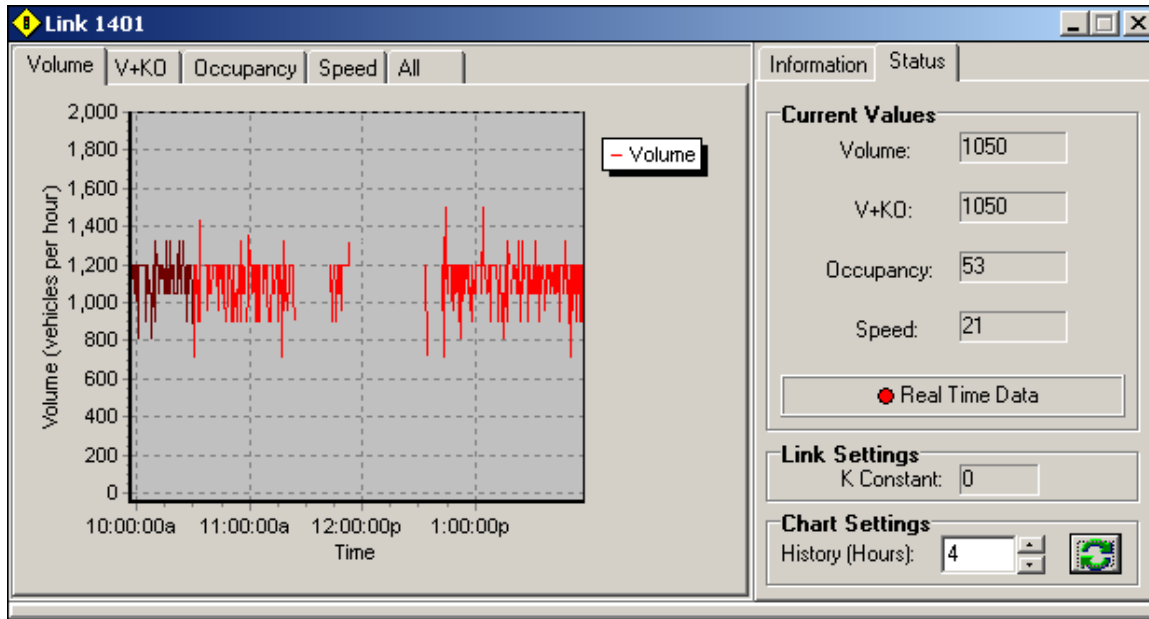 Link 1401
Volume V+KO Occupancy Speed All
2,000
1,800
1,600
1,400
1,200
1,000
800
600
400
200
0
Volume (vehicles per hour)
10:00:00a 11:00:00a 12:00:00p 1:00:00p
Time
Volume
Information Status
Current Values
Volume: 1050
V+KO: 1050
Occupancy: 53
Speed: 21
Real Time Data
Link Settings
K Constant: 0
Chart Settings
History (Hours): 4